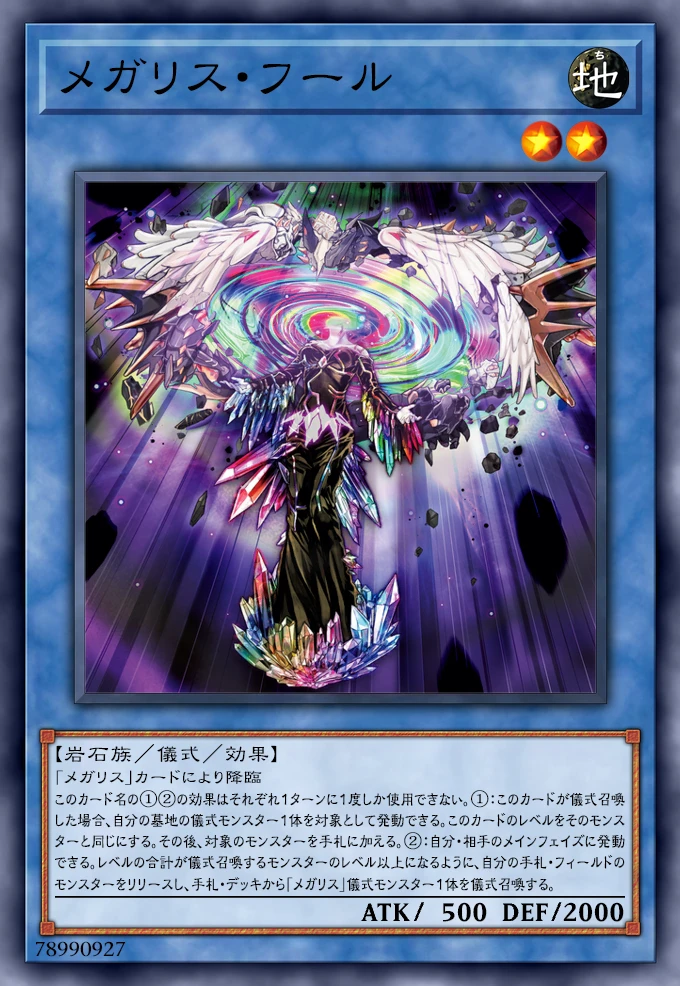 メガリス・フール
ち
地
【岩石族／儀式／効果】
「メガリス」カードにより降臨
このカード名の①②の効果はそれぞれ1ターンに1度しか使用できない。①:このカードが儀式召喚
した場合、自分の墓地の儀式モンスター1体を対象として発動できる。このカードのレベルをそのモンス
ターと同じにする。その後、対象のモンスターを手札に加える。②:自分・相手のメインフェイズに発動
できる。レベルの合計が儀式召喚するモンスターのレベル以上になるように、自分の手札・フィールドの
モンスターをリリースし、手札・デッキから「メガリス」儀式モンスター1体を儀式召喚する。
ATK/ 500 DEF/2000
78990927